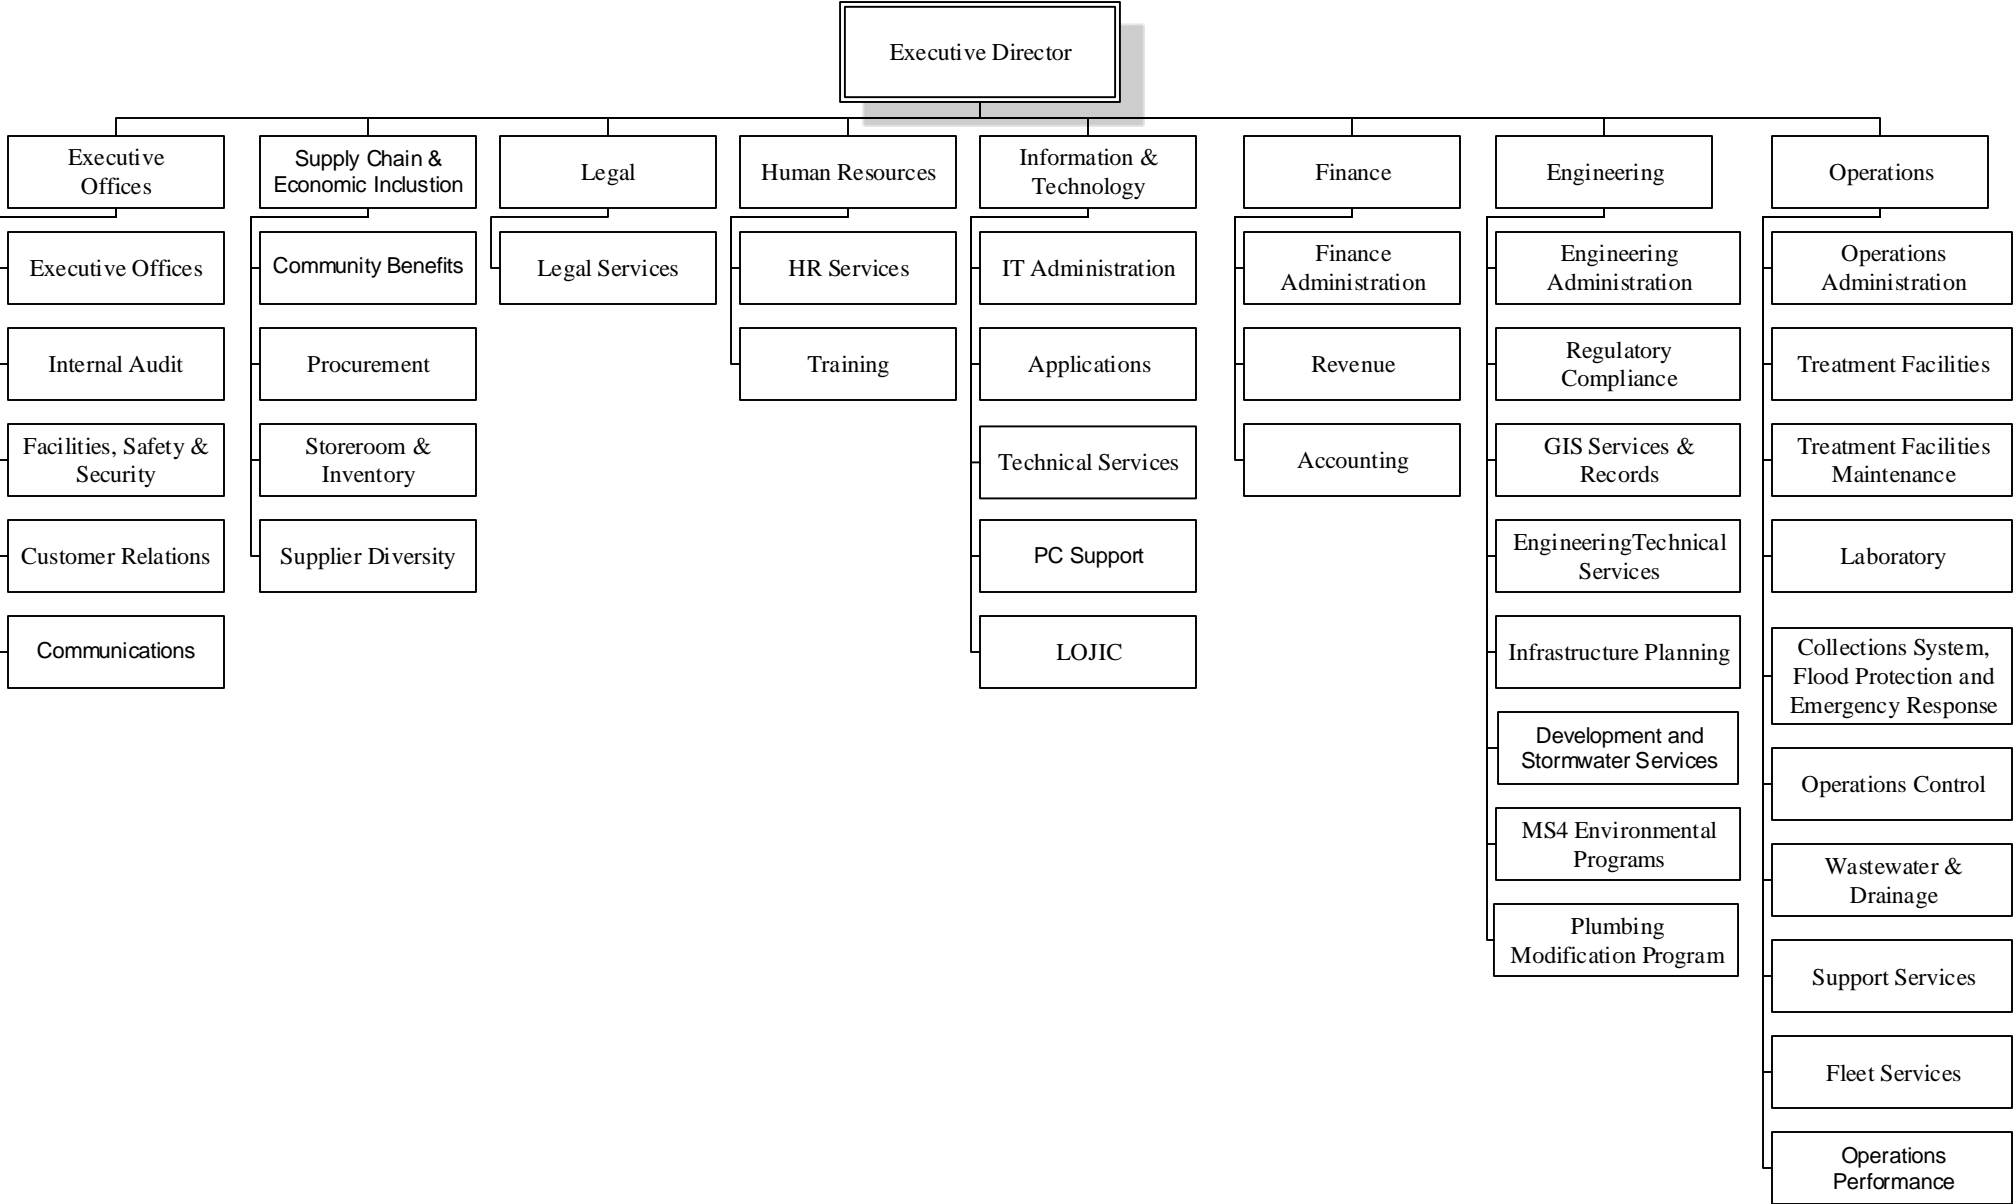 Executive Director
Executive
Offices
Supply Chain &
Economic Inclustion
Legal
Human Resources
Information &
Technology
Finance
Engineering
Operations
Executive Offices
Internal Audit
Facilities, Safety &
Security
Customer Relations
Communications
Community Benefits
Procurement
Storeroom &
Inventory
Supplier Diversity
Legal Services
HR Services
Training
IT Administration
Applications
Technical Services
PC Support
LOJIC
Finance
Administration
Revenue
Accounting
Engineering
Administration
Regulatory
Compliance
GIS Services &
Records
EngineeringTechnical
Services
Infrastructure Planning
Development and
Stormwater Services
MS4 Environmental
Programs
Plumbing
Modification Program
Operations
Administration
Treatment Facilities
Treatment Facilities
Maintenance
Laboratory
Collections System,
Flood Protection and
Emergency Response
Operations Control
Wastewater &
Drainage
Support Services
Fleet Services
Operations
Performance